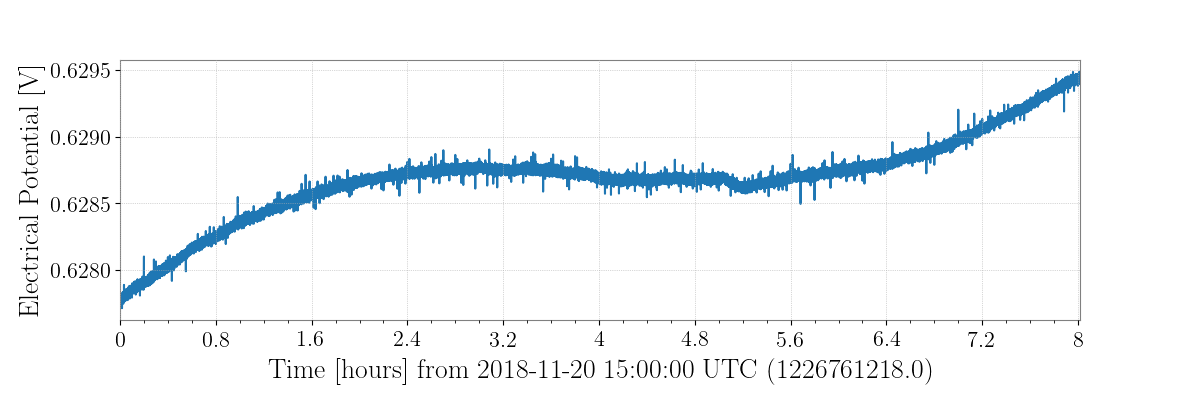 Electrical Potential [V]
0.6295
0.6290
0.6285
0.6280
0 0.8 1.6 2.4 3.2 4 4.8 5.6 6.4 7.2 8
Time [hours] from 2018-11-20 15:00:00 UTC (1226761218.0)